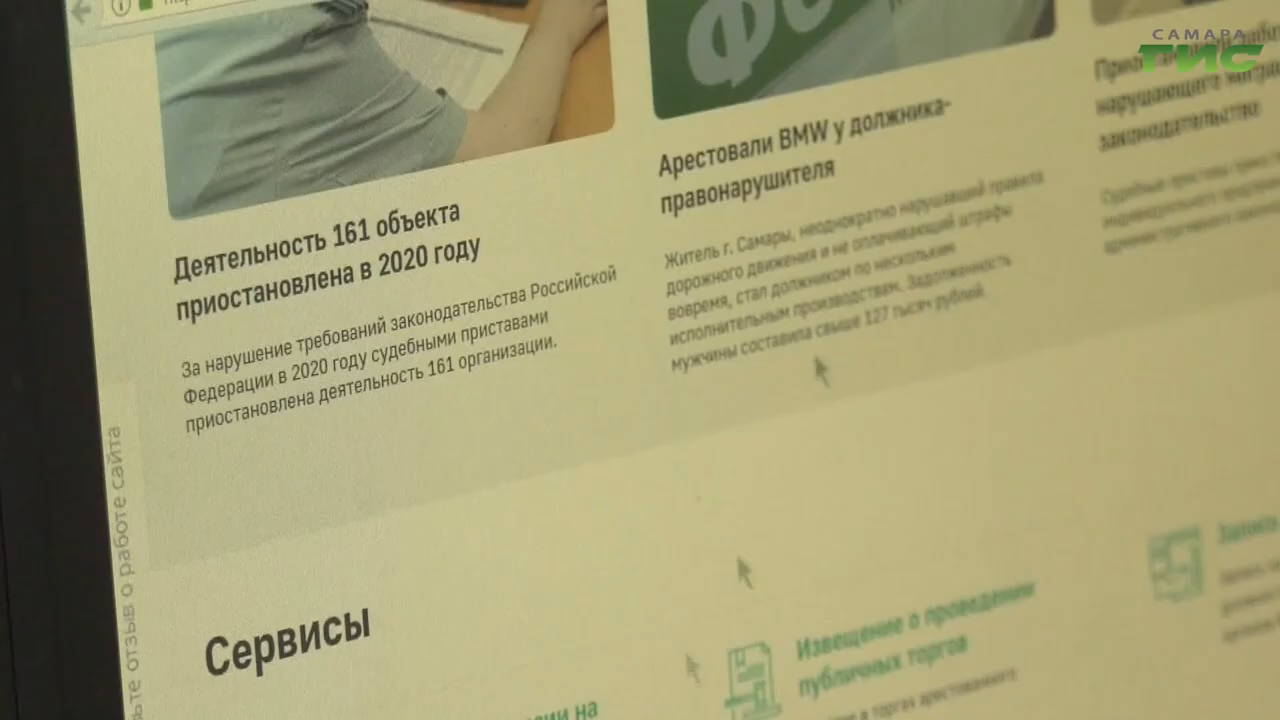 САМАРА
ТИС
Деятельность 161 объекта
приостановлена в 2020 году
За нарушение требований законодательства Российской
Федерации в 2020 году судебными приставами
приостановлена деятельность 161 организации.
Арестовали BMW у должника-
правонарушителя
Житель г. Самары, неоднократно нарушавший правила
дорожного движения и не оплачивающий штрафы
вовремя, стал должником по нескольким
исполнительным производствам. Задолженность
мужчины составила свыше 127 тысяч рублей.
нарушающего
законодательство
отзыв о работе сайта
Сервисы
Извещение о проведении
публичных торгов